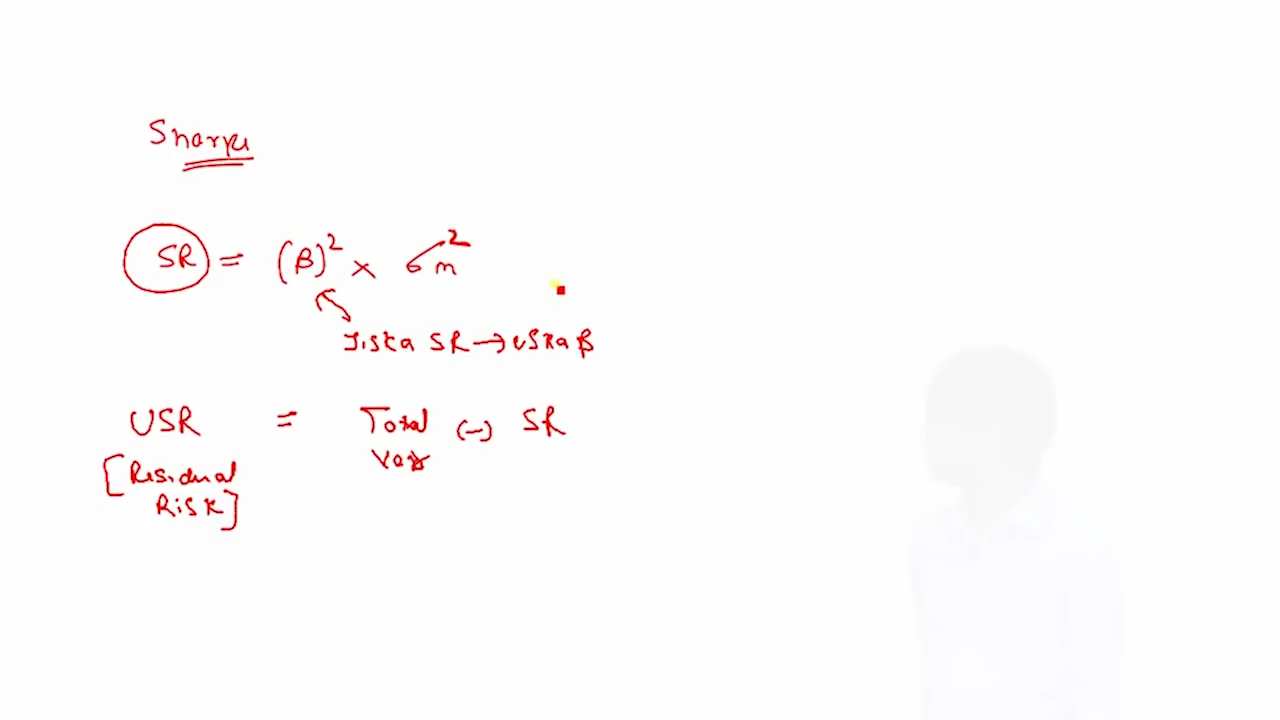 Sharpe
SR = (β)² × σm²
Jiska SR → uska β
USR = Total (-) SR
Var
[Residual
Risk]